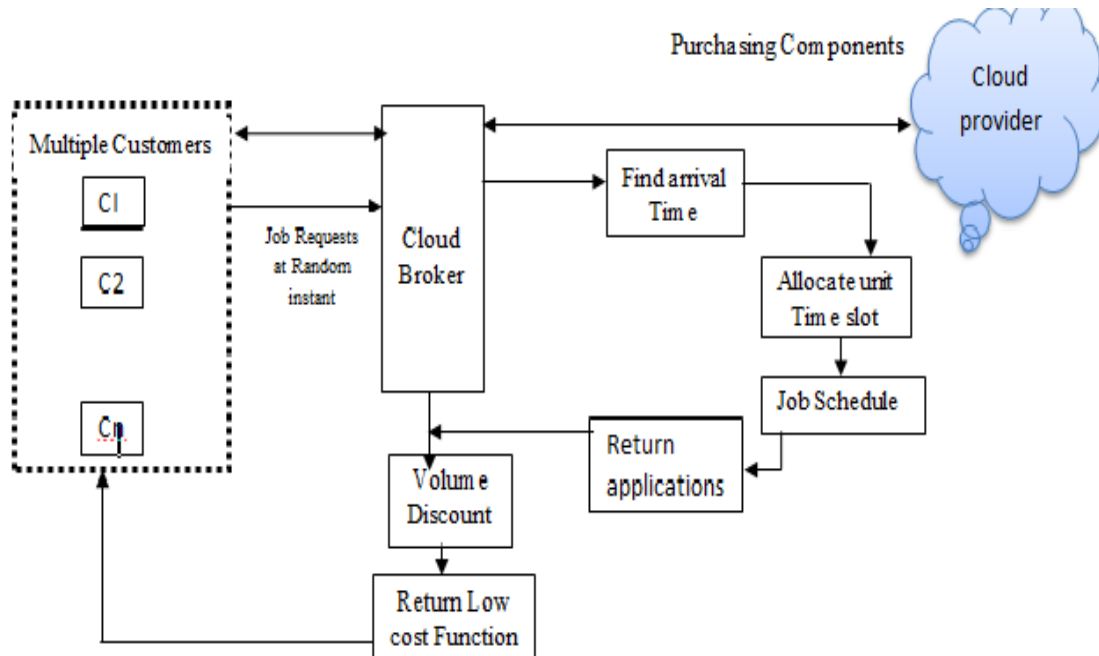 Purchasing Components
Cloud
provider
Multiple Customers
C1
C2
Cn
Job Requests
at Random
instant
Cloud
Broker
Find arrival
Time
Allocate unit
Time slot
Job Schedule
Return
applications
Volume
Discount
Return Low
cost Function